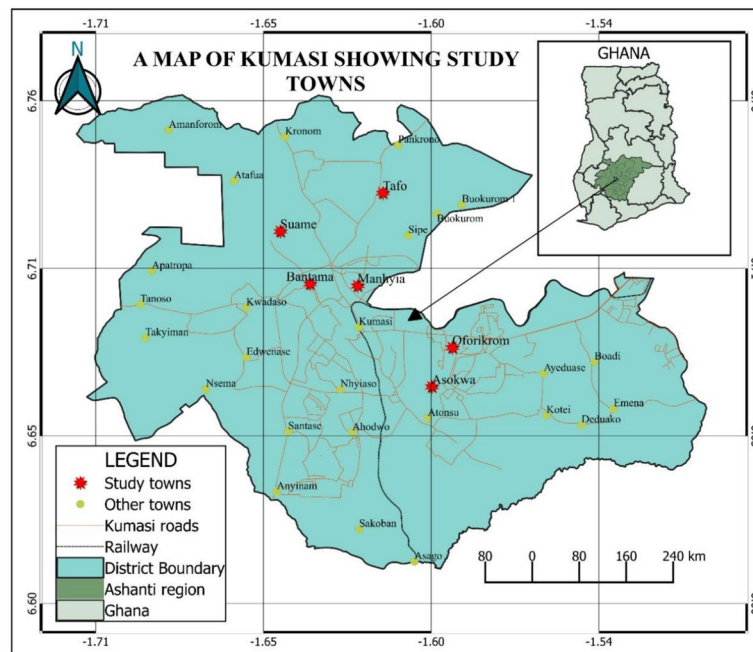 -1.71 -1.65 -1.60 -1.54
A MAP OF KUMASI SHOWING STUDY
TOWNS
N
GHANA
6.76
Amanforom
Kronom
Pankrono
Atafua
Tafo
Buokurom 1
Buokurom
Suame
Sipe
6.71
Apatropa
Bantama
Manhyia
Tanoso
Kwadaso
Kumasi
Takyiman
Oforikrom
Edwenase
Boadi
Ayeduase
Nsema
Nhyiaso
Asokwa
Emena
Atonsu
Kotei
Deduako
6.65
Santase
Ahodwo
LEGEND
Study towns
Other towns
Kumasi roads
Railway
District Boundary
Ashanti region
Ghana
Anyinam
Sakoban
Asago
80 0 80 160 240 km
6.60
-1.71 -1.65 -1.60 -1.54